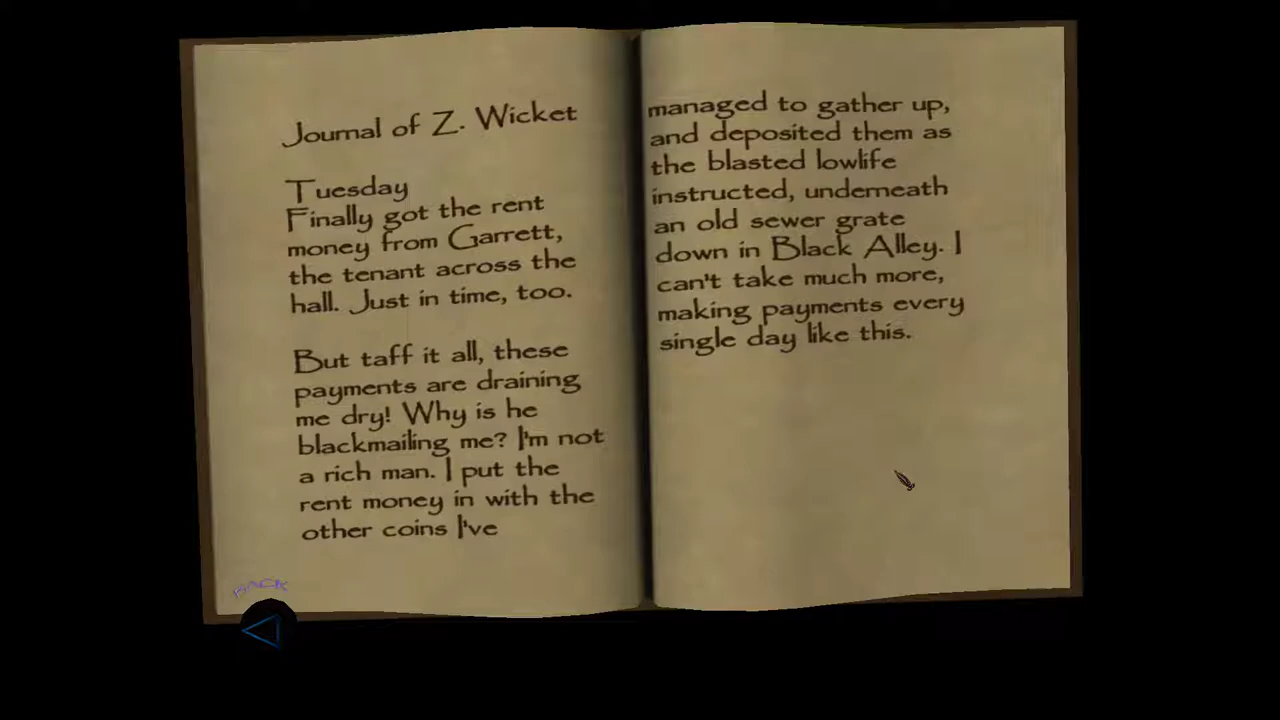 Journal of Z. Wicket
Tuesday
Finally got the rent
money from Garrett,
the tenant across the
hall. Just in time, too.
But taff it all, these
payments are draining
me dry! Why is he
blackmailing me? I'm not
a rich man. I put the
rent money in with the
other coins I've
BACK
managed to gather up,
and deposited them as
the blasted lowlife
instructed, underneath
an old sewer grate
down in Black Alley. I
can't take much more,
making payments every
single day like this.